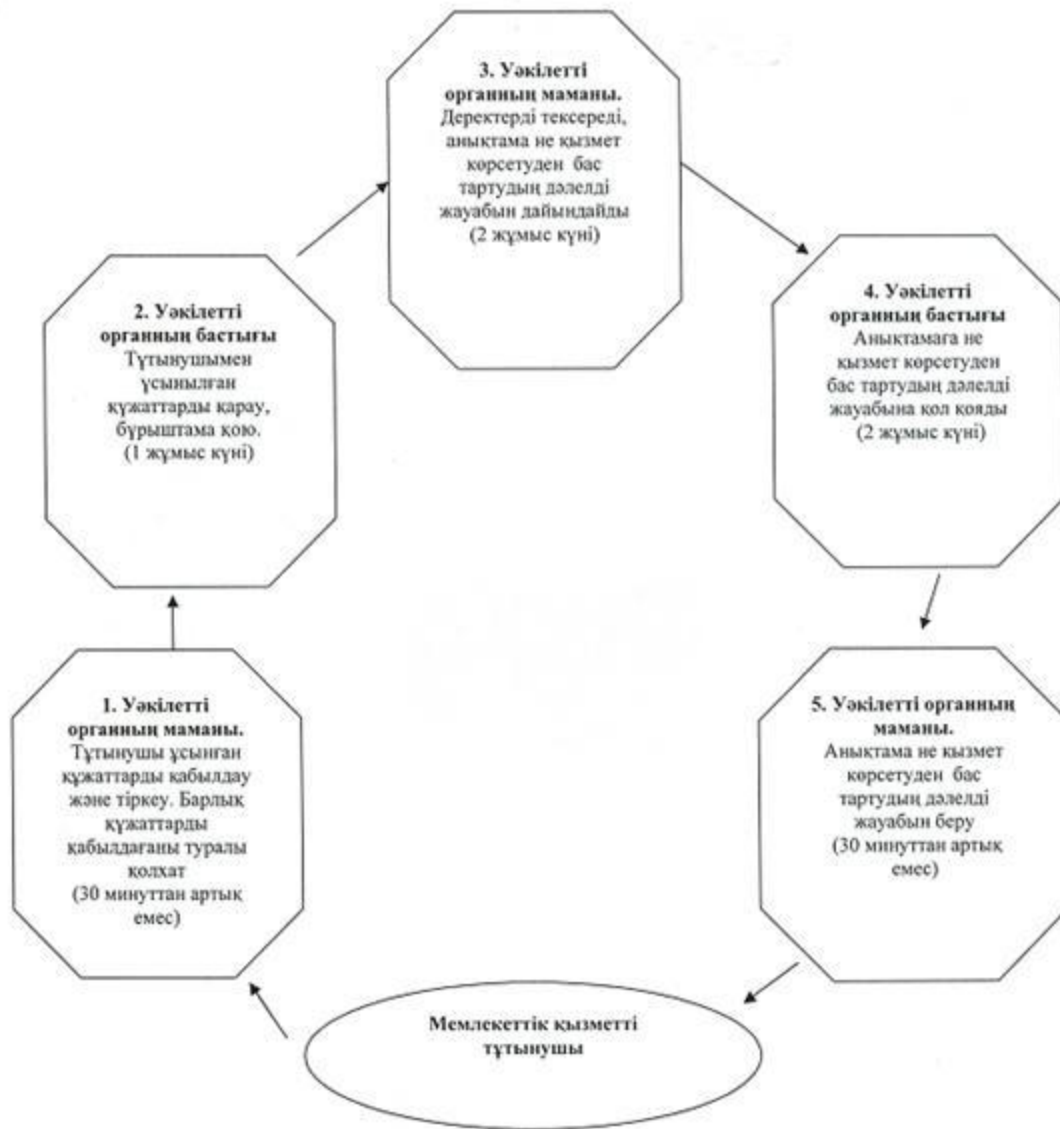 3. Уәкілетті
органның маманы.
Деректерді тексереді,
анықтама не қызмет
көрсетуден бас
тартудың дәлелді
жауабын дайындайды
(2 жұмыс күні)
2. Уәкілетті
органның бастығы
Тұтынушымен
ұсынылған
құжаттарды қарау,
бұрыштама қою.
(1 жұмыс күні)
4. Уәкілетті
органның бастығы
Анықтамаға не
қызмет көрсетуден
бас тартудың дәлелді
жауабына қол қояды
(2 жұмыс күні)
1. Уәкілетті
органның маманы.
Тұтынушы ұсынған
құжаттарды қабылдау
және тіркеу. Барлық
құжаттарды
қабылдағаны туралы
қолхат
(30 минуттан артық
емес)
5. Уәкілетті органның
маманы.
Анықтама не қызмет
көрсетуден бас
тартудың дәлелді
жауабын беру
(30 минуттан артық
емес)
Мемлекеттік қызметті
тұтынушы